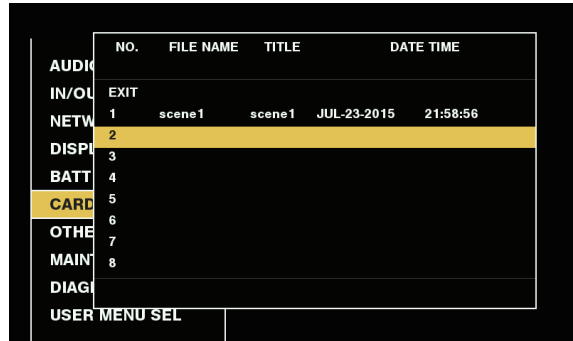 NO. FILE NAME TITLE DATE TIME
EXIT
1 scene1 scene1 JUL-23-2015 21:58:56
2
3
4
5
6
7
8
AUDI
IN/OU
NETW
DISPL
BATT
CARD
OTHE
MAIN
DIAG
USER MENU SEL